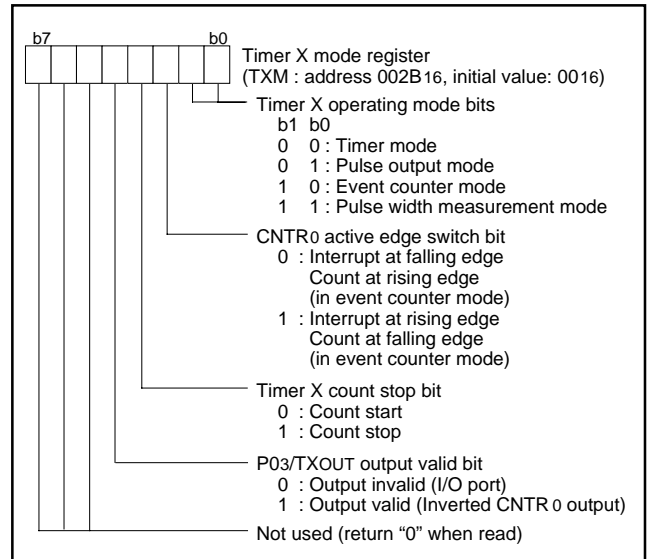 b7 b0
Timer X mode register
(TXM : address 002B16, initial value: 0016)
Timer X operating mode bits
b1 b0
0 0 : Timer mode
0 1 : Pulse output mode
1 0 : Event counter mode
1 1 : Pulse width measurement mode
CNTR0 active edge switch bit
0 : Interrupt at falling edge
Count at rising edge
(in event counter mode)
1 : Interrupt at rising edge
Count at falling edge
(in event counter mode)
Timer X count stop bit
0 : Count start
1 : Count stop
P03/TXOUT output valid bit
0 : Output invalid (I/O port)
1 : Output valid (Inverted CNTR0 output)
Not used (return “0” when read)